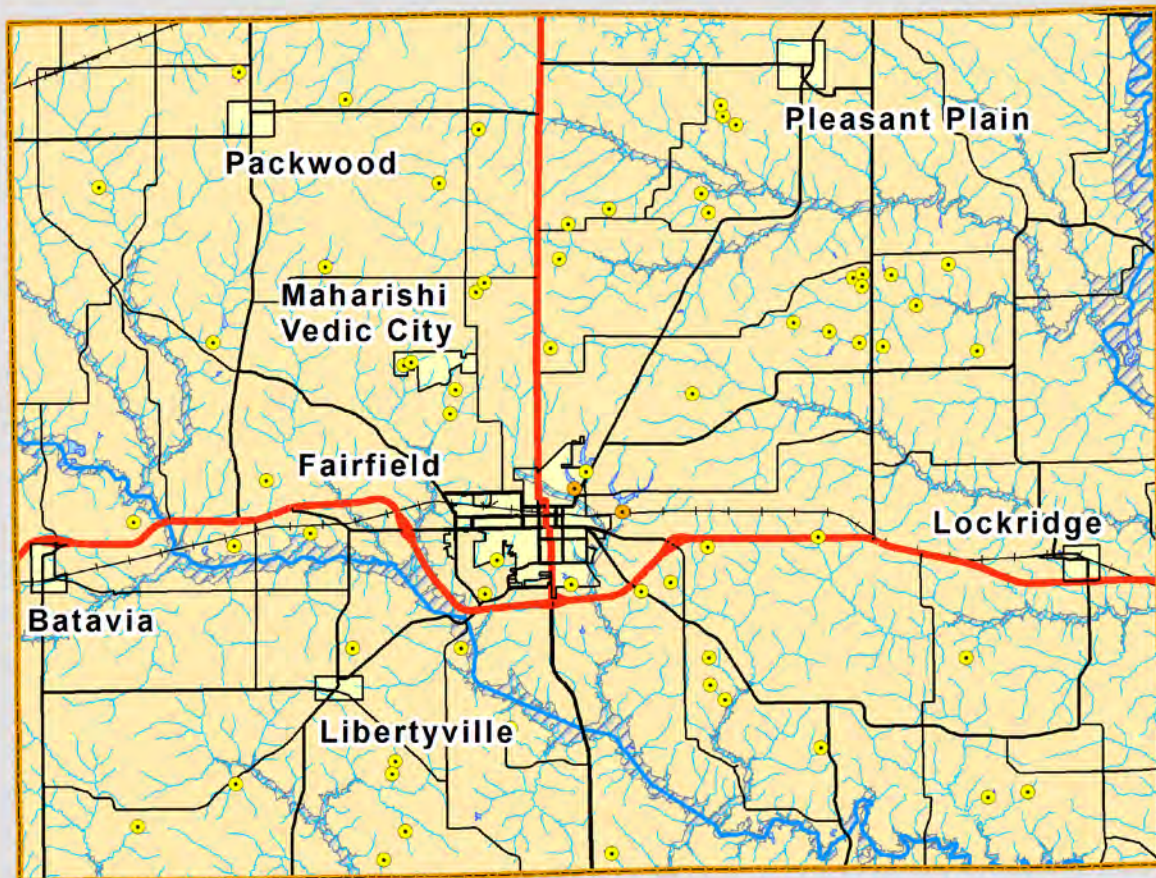 Pleasant Plain
Packwood
Maharishi
Vedic City
Fairfield
Lockridge
Batavia
Libertyville